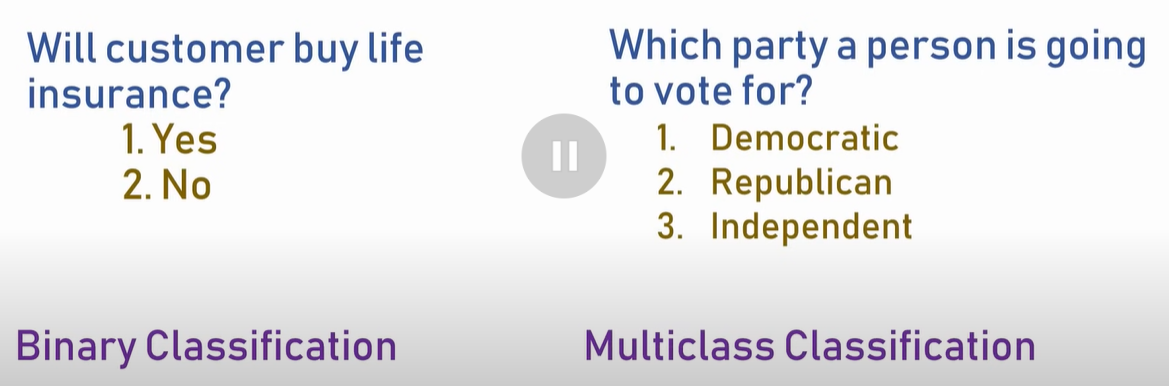 Will customer buy life
insurance?
1. Yes
2. No
Binary Classification
Which party a person is going
to vote for?
1. Democratic
2. Republican
3. Independent
Multiclass Classification